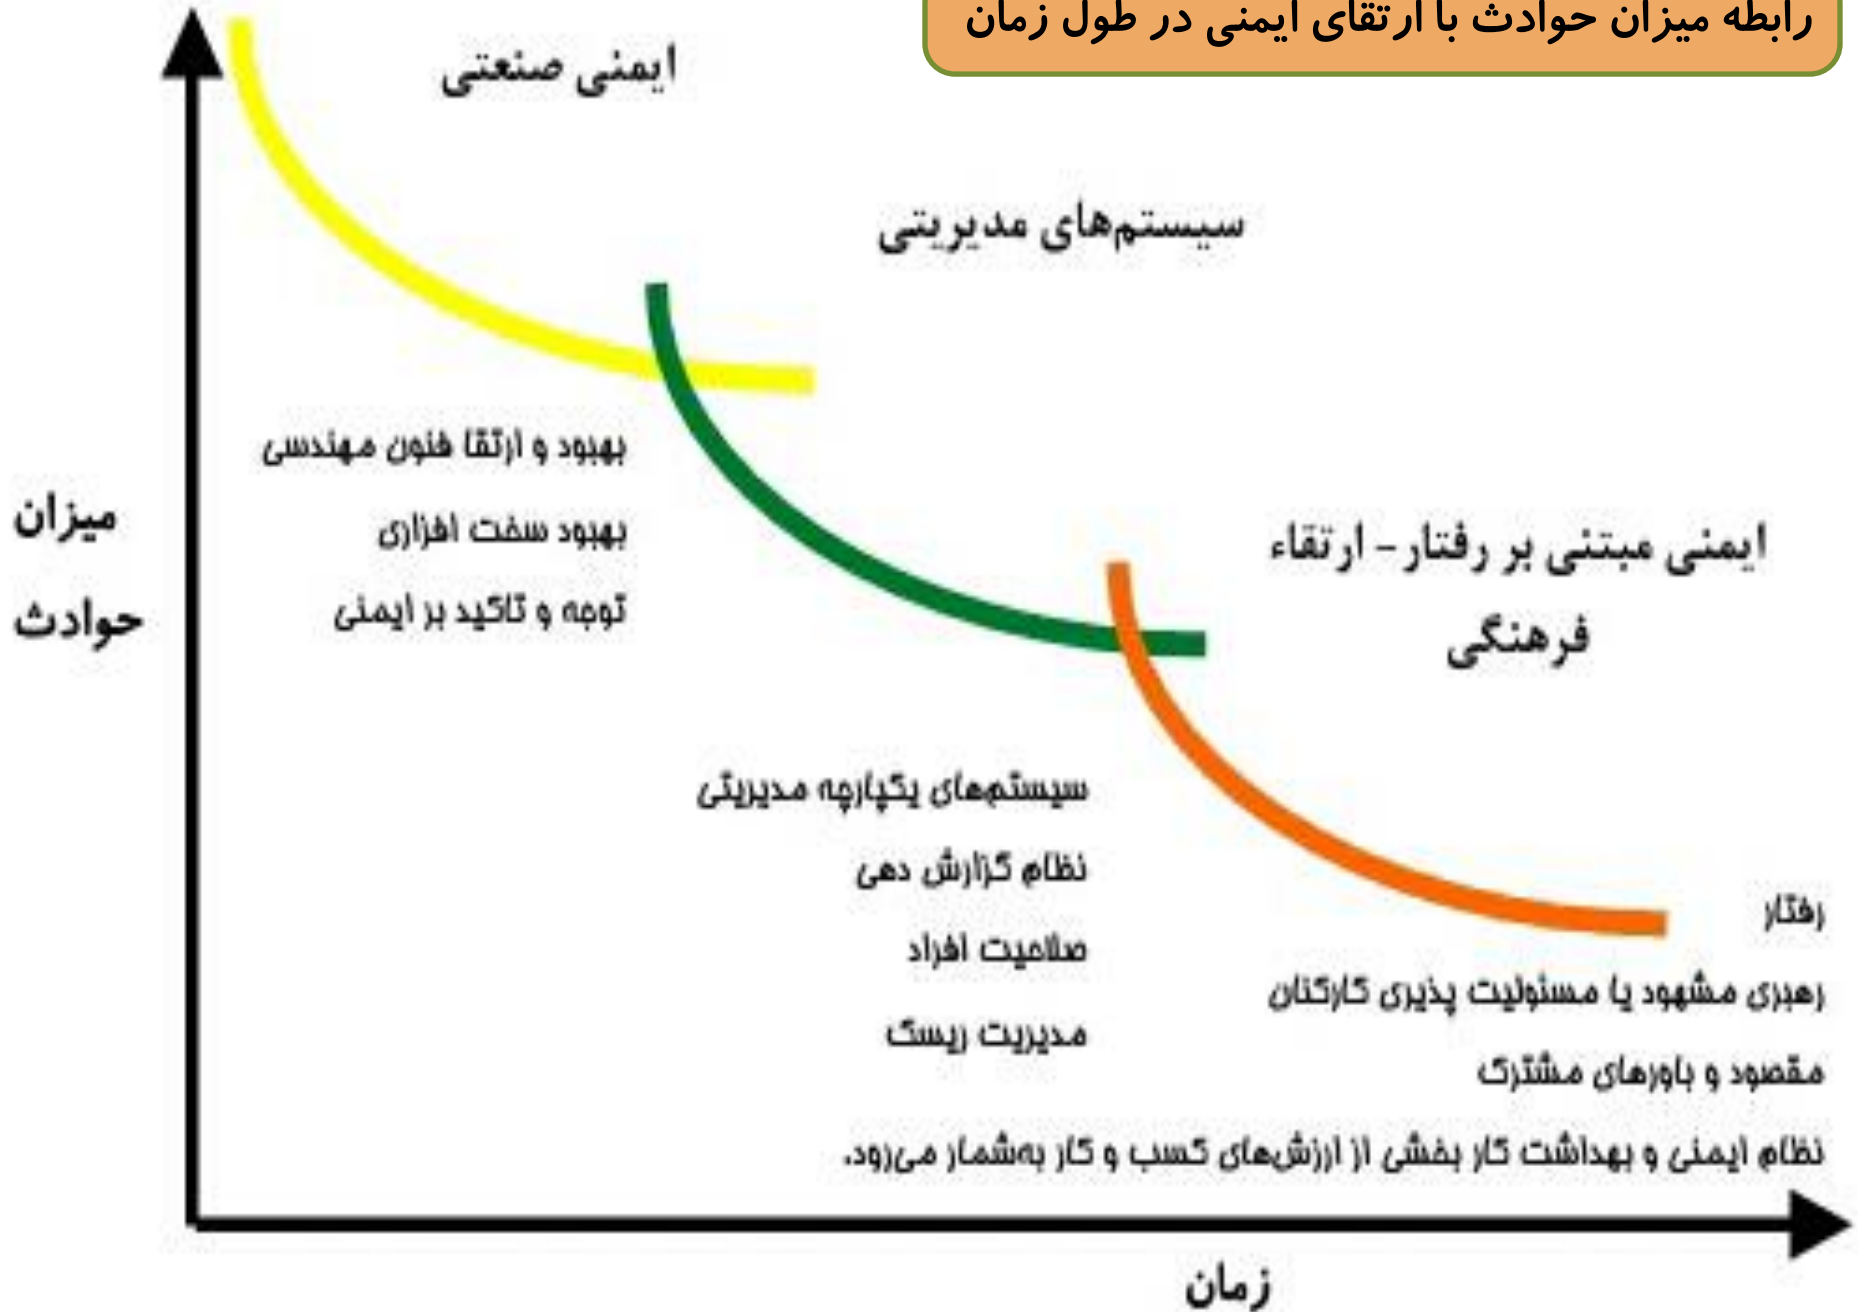 رابطه میزان حوادث با ارتقای ایمنی در طول زمان
ایمنی صنعتی
سیستم‌های مدیریتی
بهبود و ارتقا فنون مهندسی
بهبود سخت افزاری
توجه و تاکید بر ایمنی
میزان
حوادث
ایمنی مبتنی بر رفتار- ارتقاء
فرهنگی
سیستم‌های یکپارچه مدیریتی
نظام گزارش دهی
صلاحیت افراد
مدیریت ریسک
رفتار
رهبری مشهود یا مسئولیت پذیری کارکنان
مقصود و باورهای مشترک
نظام ایمنی و بهداشت کار بخشی از ارزش‌های کسب و کار به‌شمار می‌رود.
زمان